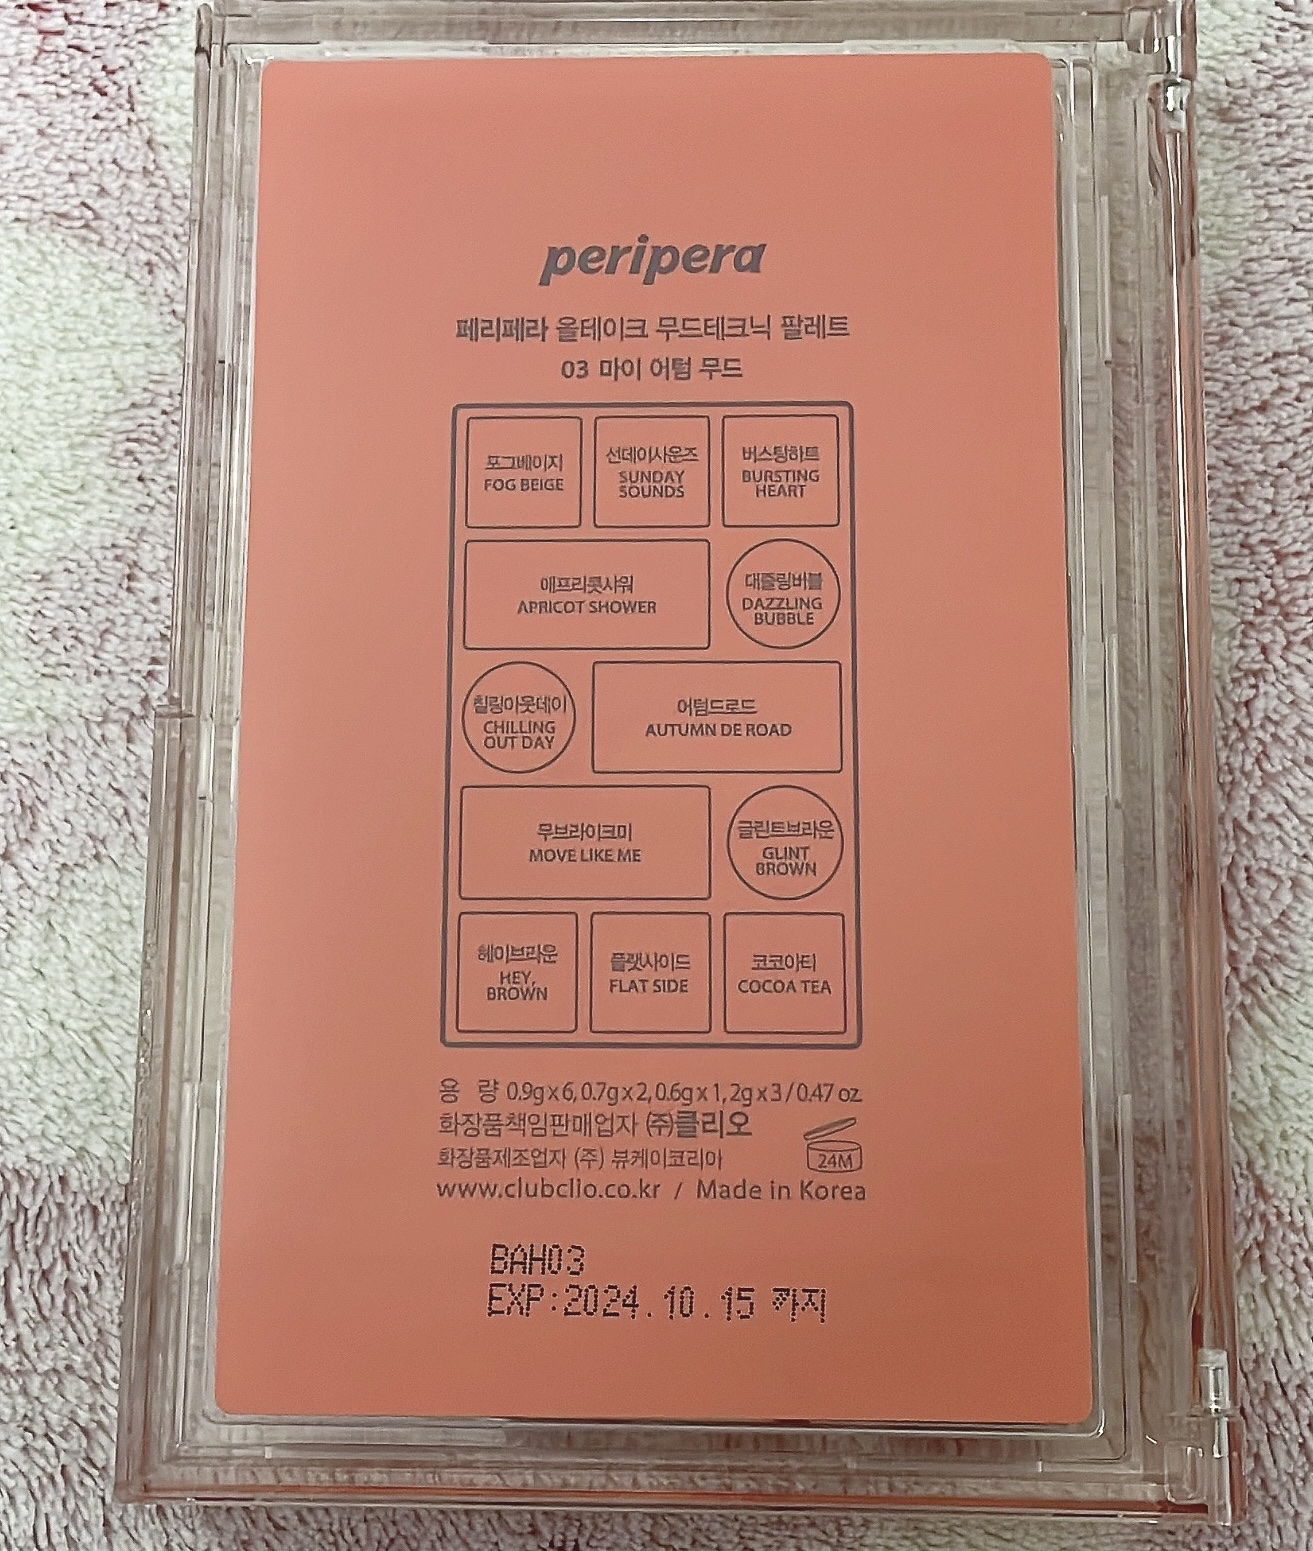 peripera
페리페라 올테이크 무드테크닉 팔레트
03 마이 어텀 무드
포그베이지
FOG BEIGE
선데이사운즈
SUNDAY
SOUNDS
버스팅하트
BURSTING
HEART
애프리콧샤워
APRICOT SHOWER
대즐링버블
DAZZLING
BUBBLE
칠링아웃데이
CHILLING
OUT DAY
어텀드로드
AUTUMN DE ROAD
무브라이크미
MOVE LIKE ME
글린트브라운
GLINT
BROWN
헤이브라운
HEY,
BROWN
플랫사이드
FLAT SIDE
코코아티
COCOA TEA
용 량 0.9g x 6, 0.7g x 2, 0.6g x 1, 2g x 3 / 0.47 oz.
화장품책임판매업자 ㈜클리오
화장품제조업자 (주) 뷰케이코리아
24M
www.clubclio.co.kr / Made in Korea
BAH03
EXP:2024.10.15 까지